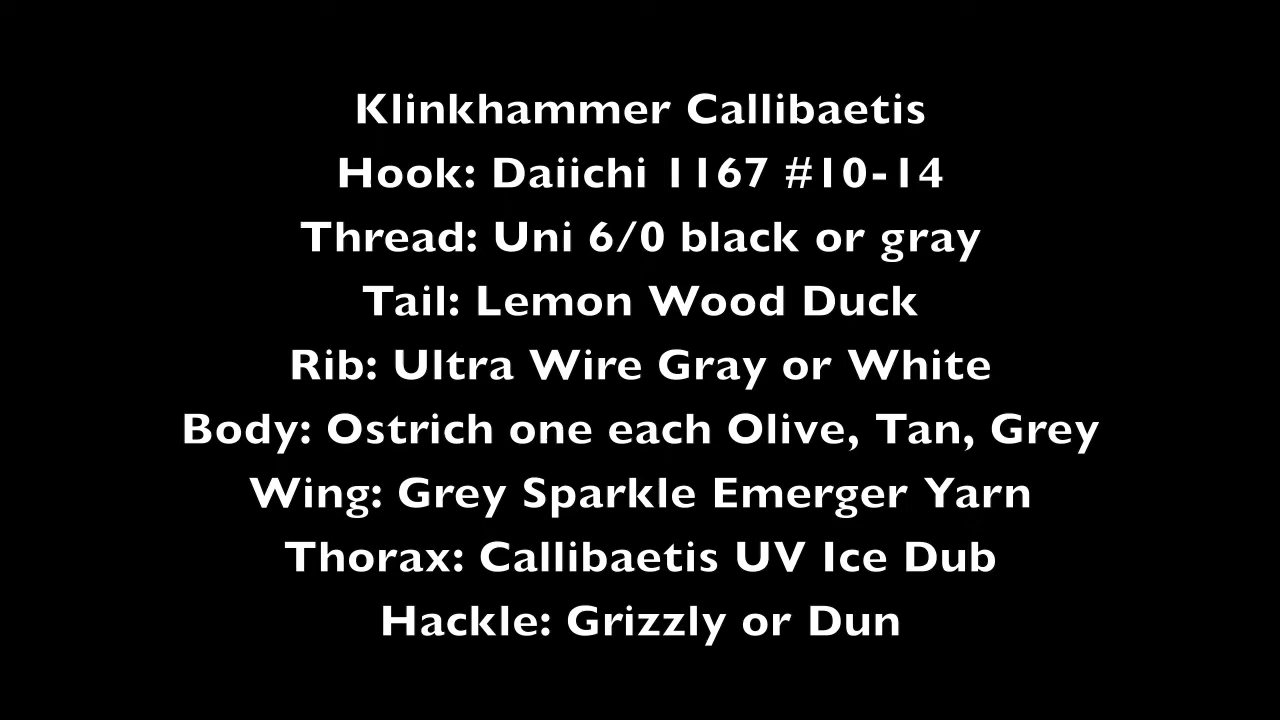 Klinkhammer Callibaetis
Hook: Daiichi 1167 #10-14
Thread: Uni 6/0 black or gray
Tail: Lemon Wood Duck
Rib: Ultra Wire Gray or White
Body: Ostrich one each Olive, Tan, Grey
Wing: Grey Sparkle Emerger Yarn
Thorax: Callibaetis UV Ice Dub
Hackle: Grizzly or Dun